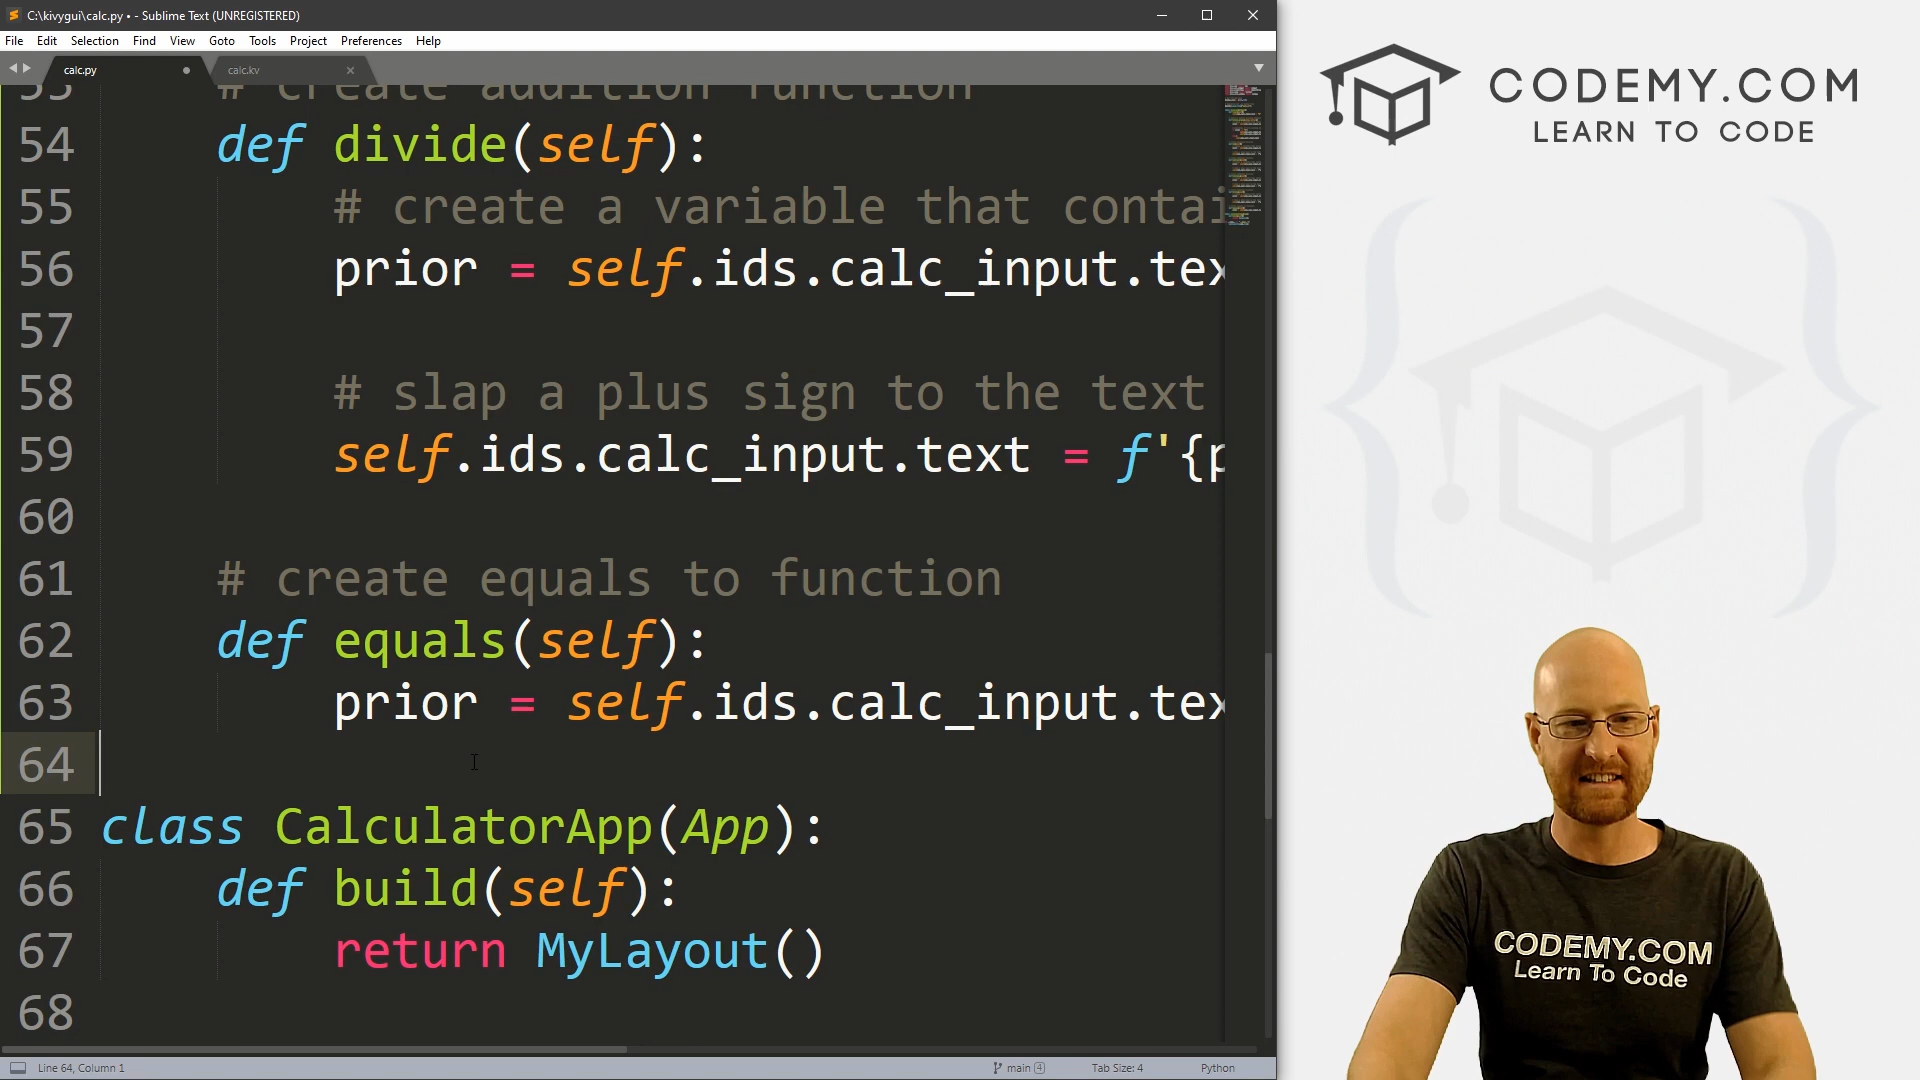 C:\kivygui\calc.py • - Sublime Text (UNREGISTERED)
File Edit Selection Find View Goto Tools Project Preferences Help
calc.py calc.kv
53 # create addition function
54 def divide(self):
55 # create a variable that contai
56 prior = self.ids.calc_input.tex
57
58 # slap a plus sign to the text
59 self.ids.calc_input.text = f'{p
60
61 # create equals to function
62 def equals(self):
63 prior = self.ids.calc_input.tex
64
65 class CalculatorApp(App):
66 def build(self):
67 return MyLayout()
68
Line 64, Column 1 main 4 Tab Size: 4 Python
CODEMY.COM
LEARN TO CODE
CODEMY.COM
Learn To Code